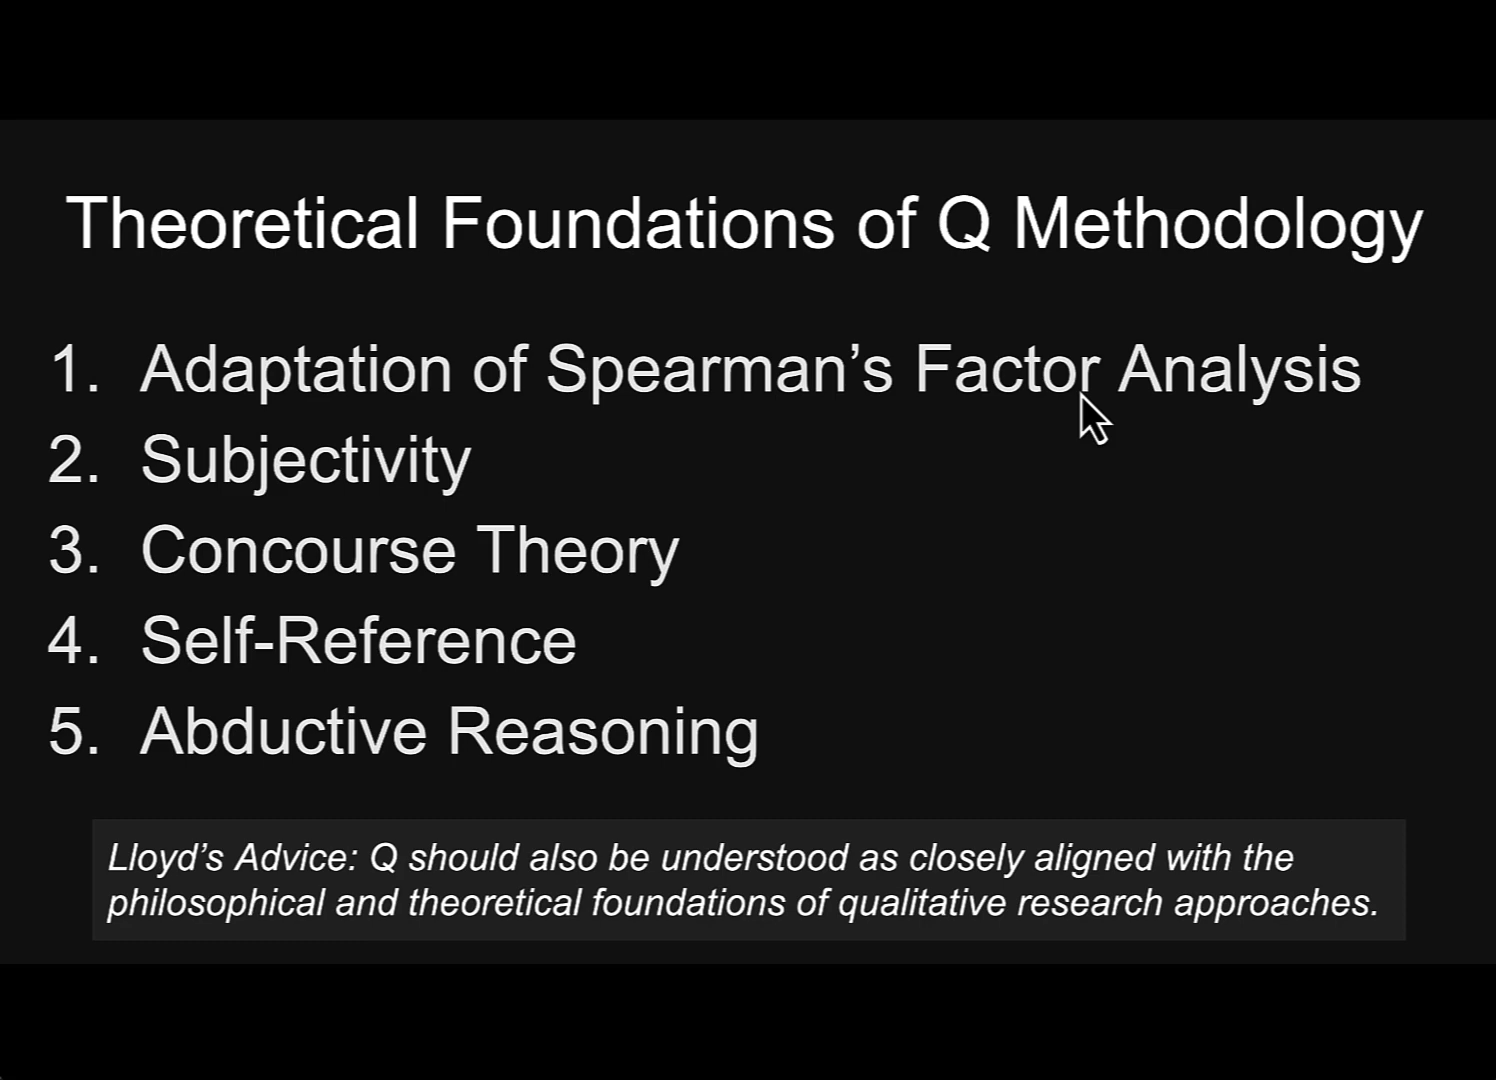 Theoretical Foundations of Q Methodology
1. Adaptation of Spearman’s Factor Analysis
2. Subjectivity
3. Concourse Theory
4. Self-Reference
5. Abductive Reasoning
Lloyd’s Advice: Q should also be understood as closely aligned with the
philosophical and theoretical foundations of qualitative research approaches.